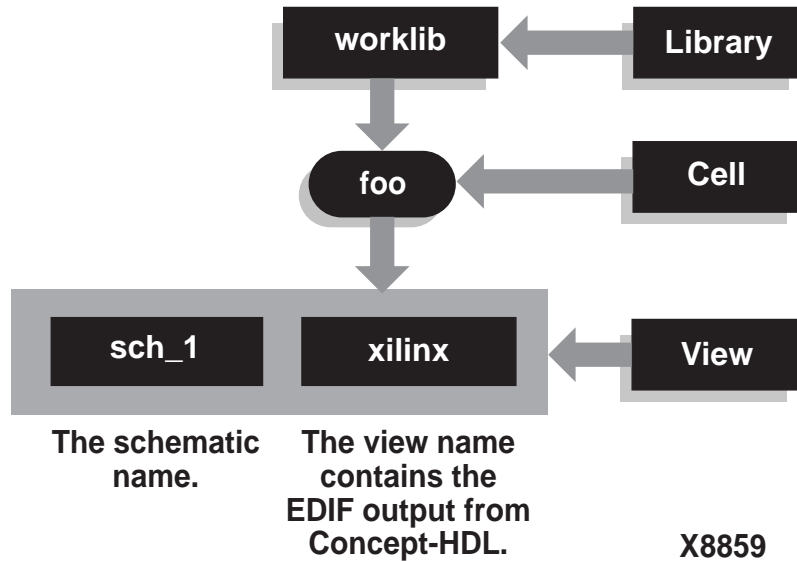 worklib
Library
foo
Cell
sch_1
xilinx
View
The schematic
name.
The view name
contains the
EDIF output from
Concept-HDL.
X8859